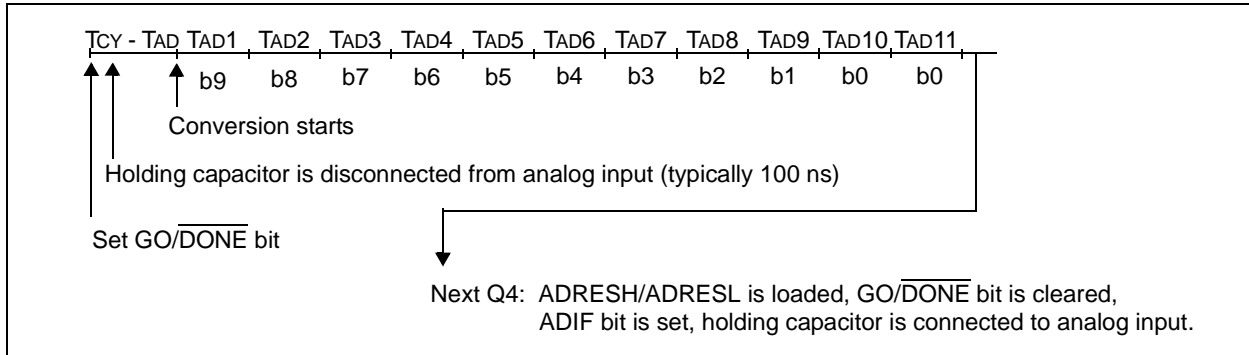 TCY - TAD TAD1 TAD2 TAD3 TAD4 TAD5 TAD6 TAD7 TAD8 TAD9 TAD10 TAD11
b9 b8 b7 b6 b5 b4 b3 b2 b1 b0 b0
Conversion starts
Holding capacitor is disconnected from analog input (typically 100 ns)
Set GO/DONE bit
Next Q4: ADRESH/ADRESL is loaded, GO/DONE bit is cleared,
ADIF bit is set, holding capacitor is connected to analog input.